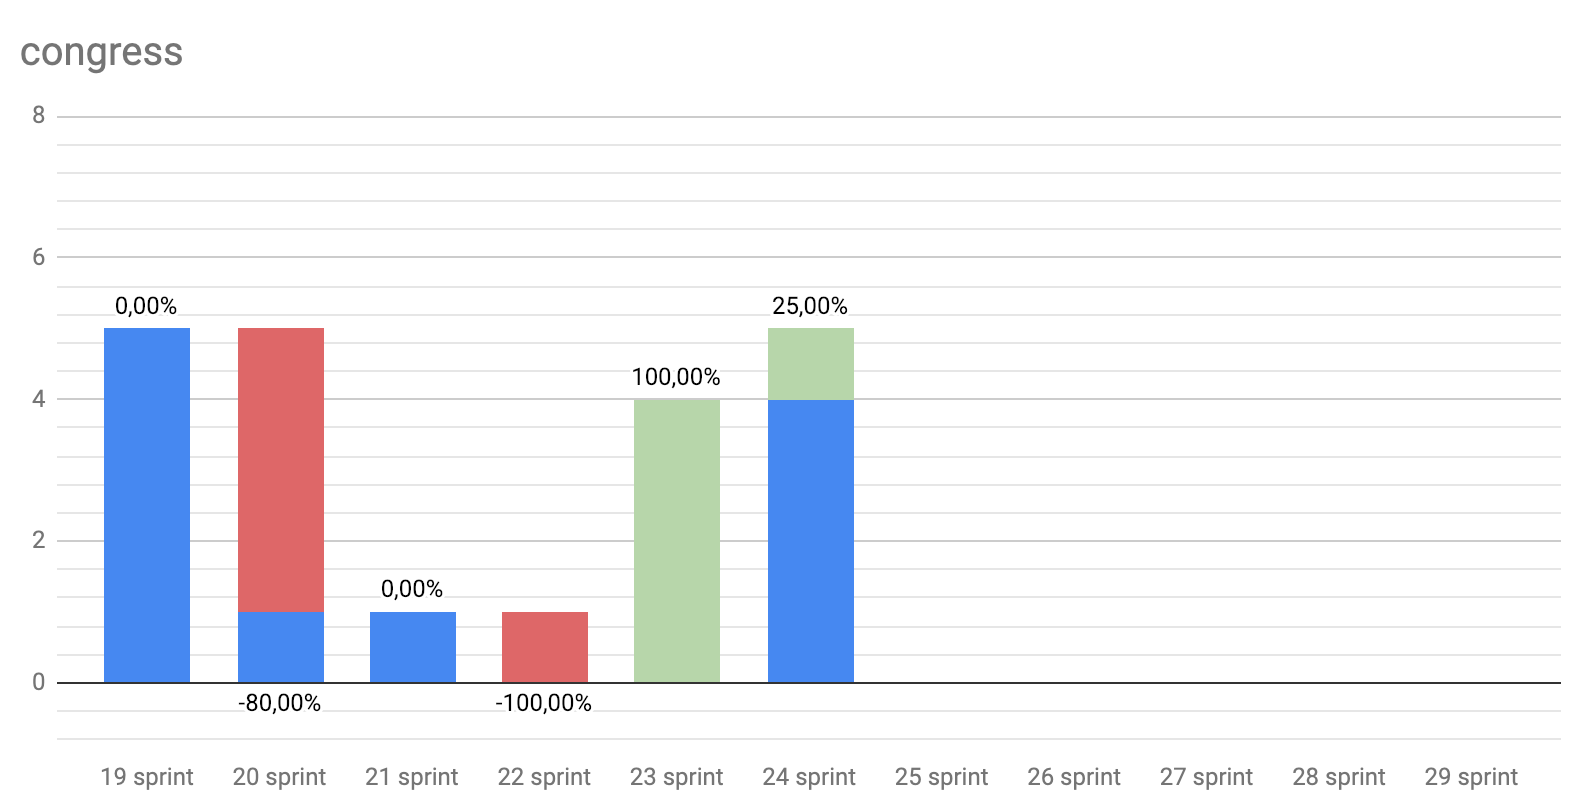 congress
8
6
4
2
0
0,00%
-80,00%
0,00%
-100,00%
100,00%
25,00%
19 sprint
20 sprint
21 sprint
22 sprint
23 sprint
24 sprint
25 sprint
26 sprint
27 sprint
28 sprint
29 sprint